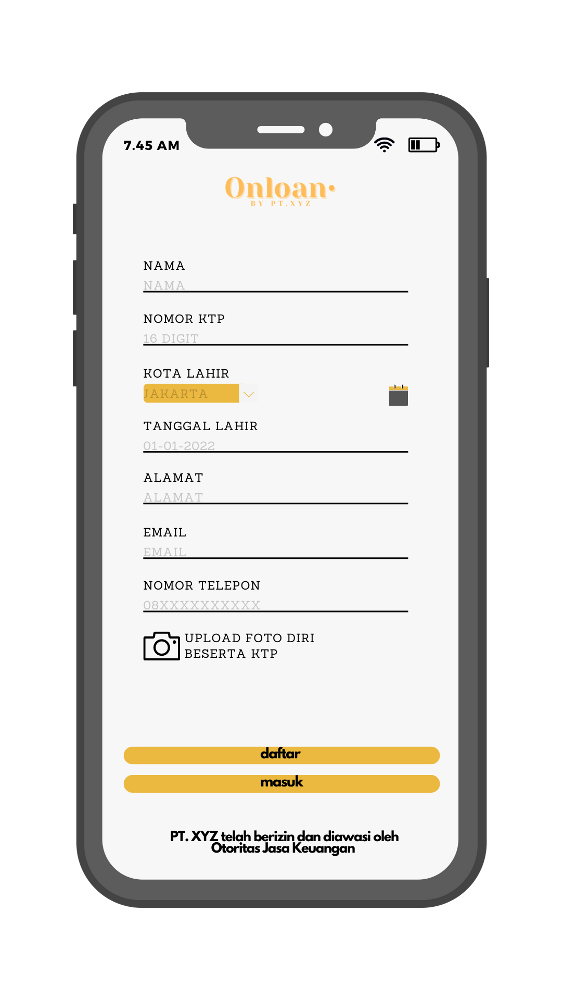 7.45 AM
Onloan•
BY PT.XYZ
NAMA
NAMA
NOMOR KTP
16 DIGIT
KOTA LAHIR
JAKARTA
TANGGAL LAHIR
01-01-2022
ALAMAT
ALAMAT
EMAIL
EMAIL
NOMOR TELEPON
08XXXXXXXXXX
UPLOAD FOTO DIRI
BESERTA KTP
daftar
masuk
PT. XYZ telah berizin dan diawasi oleh
Otoritas Jasa Keuangan